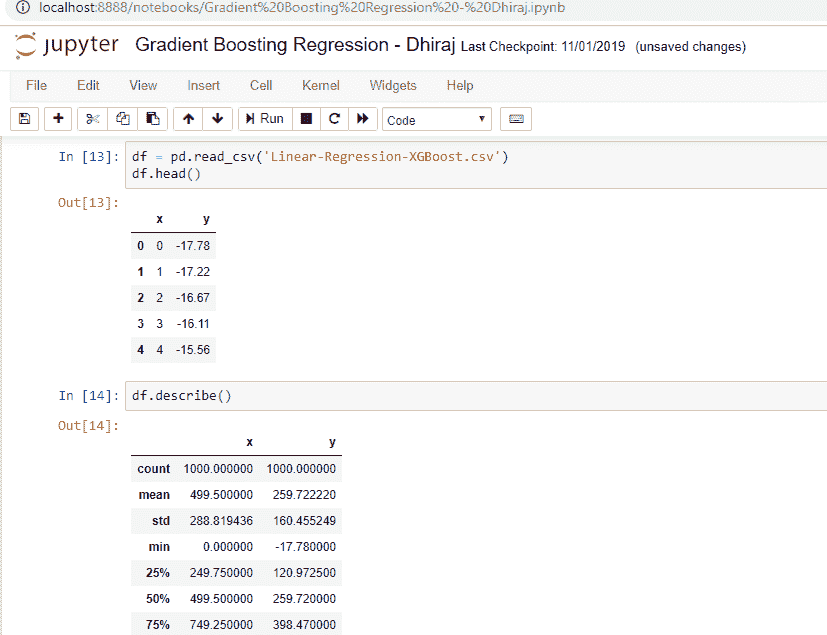 localhost:8888/notebooks/Gradient%20Boosting%20Regression%20-%20Dhiraj.ipynb
jupyter Gradient Boosting Regression - Dhiraj Last Checkpoint: 11/01/2019 (unsaved changes)
File Edit View Insert Cell Kernel Widgets Help
Run Code
In [13]: df = pd.read_csv('Linear-Regression-XGBoost.csv')
df.head()
Out[13]:
x y
0 0 -17.78
1 1 -17.22
2 2 -16.67
3 3 -16.11
4 4 -15.56
In [14]: df.describe()
Out[14]:
x y
count 1000.000000 1000.000000
mean 499.500000 259.722220
std 288.819436 160.455249
min 0.000000 -17.780000
25% 249.750000 120.972500
50% 499.500000 259.720000
75% 749.250000 398.470000